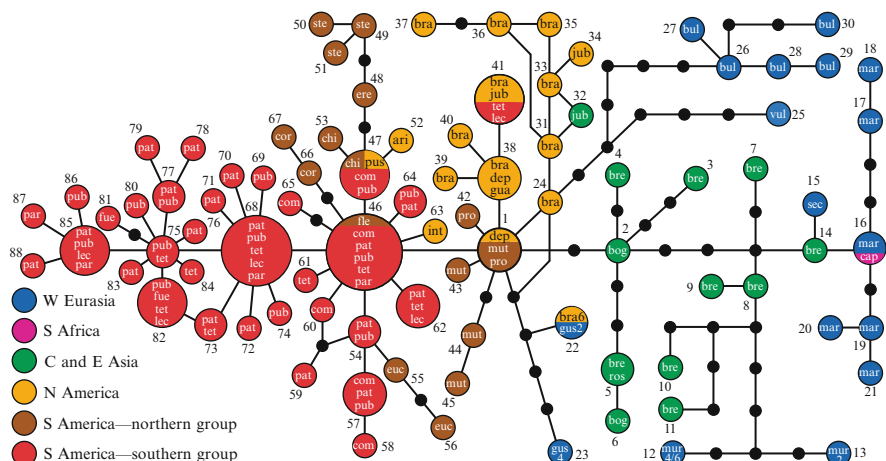 50
ste
ste
49
ste
51
48
ere
47
chi pus
com
pub
53
chi
52
ari
67
cor
66
cor
37
bra
bra
36
35
bra
34
jub
33
bra
32
jub
31
bra
41
bra
jub
tet
lec
40
bra
38
bra
dep
gua
39
bra
24
bra
27
bul
30
bul
26
bul
28
bul
29
bul
18
mar
17
mar
vul
25
79
pat
78
pat
77
pat
pub
70
pat
69
pub
71
pat
68
pat
pub
tet
lec
par
65
com
64
pub
pat
46
fle
com
pat
pub
tet
par
63
int
42
pro
1
dep
mut
pro
43
mut
4
bre
3
bre
7
bre
2
bog
15
sec
14
bre
16
mar
cap
87
par
86
pub
81
fue
80
pub
85
pat
pub
lec
par
88
pat
75
pub
tet
76
pat
83
pat
84
tet
82
pub
fue
tet
lec
73
pat
tet
72
pat
74
pub
61
tet
60
com
62
pat
tet
lec
54
pat
pub
59
pat
55
euc
56
euc
57
com
pat
pub
58
com
44
mut
45
mut
bra6
gus2
22
gus
4
23
5
bre
ros
6
bog
9
bre
8
bre
10
bre
11
bre
12
mur
4/6
mur
2
13
20
mar
19
mar
21
mar
W Eurasia
S Africa
C and E Asia
N America
S America—northern group
S America—southern group